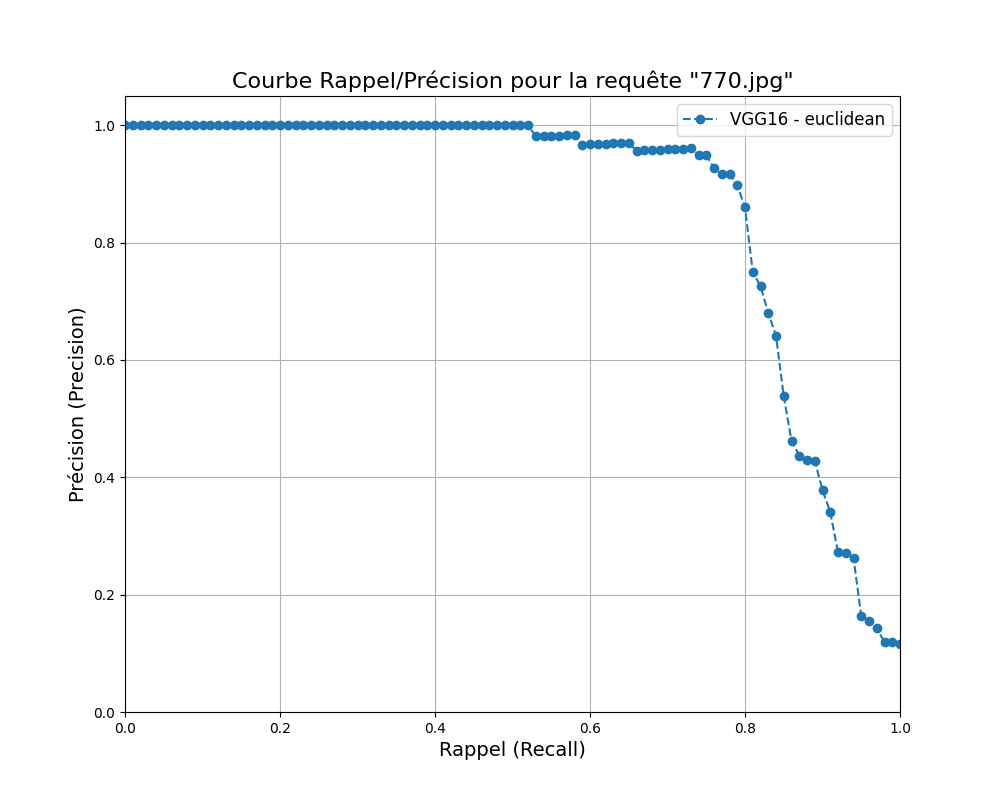 Courbe Rappel/Précision pour la requête "770.jpg"
VGG16 - euclidean
1.0
0.8
0.6
0.4
0.2
0.0
Précision (Precision)
0.0 0.2 0.4 0.6 0.8 1.0
Rappel (Recall)